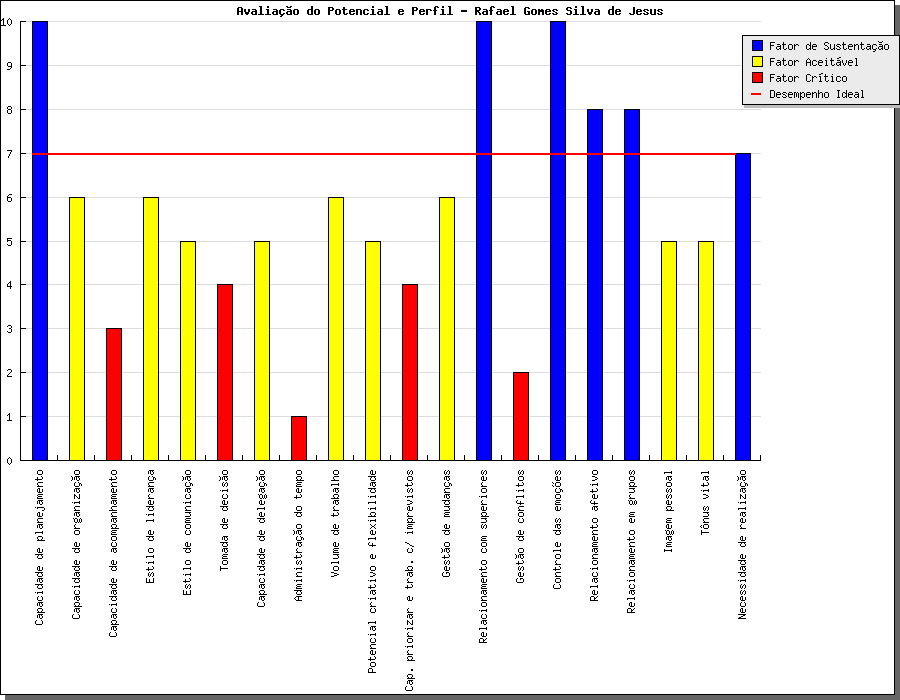 Avaliação do Potencial e Perfil - Rafael Gomes Silva de Jesus
Fator de Sustentação
Fator Aceitável
Fator Crítico
Desempenho Ideal
10
9
8
7
6
5
4
3
2
1
0
Capacidade de planejamento
Capacidade de organização
Capacidade de acompanhamento
Estilo de liderança
Estilo de comunicação
Tomada de decisão
Capacidade de delegação
Administração do tempo
Volume de trabalho
Potencial criativo e flexibilidade
Cap. priorizar e trab. c/ imprevistos
Gestão de mudanças
Relacionamento com superiores
Gestão de conflitos
Controle das emoções
Relacionamento afetivo
Relacionamento em grupos
Imagem pessoal
Tônus vital
Necessidade de realização